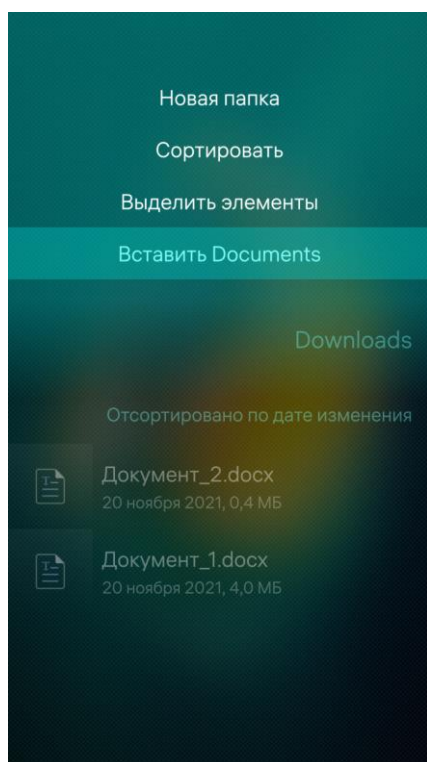 Новая папка
Сортировать
Выделить элементы
Вставить Documents
Downloads
Отсортировано по дате изменения
Документ_2.docx
20 ноября 2021, 0,4 МБ
Документ_1.docx
20 ноября 2021, 4,0 МБ